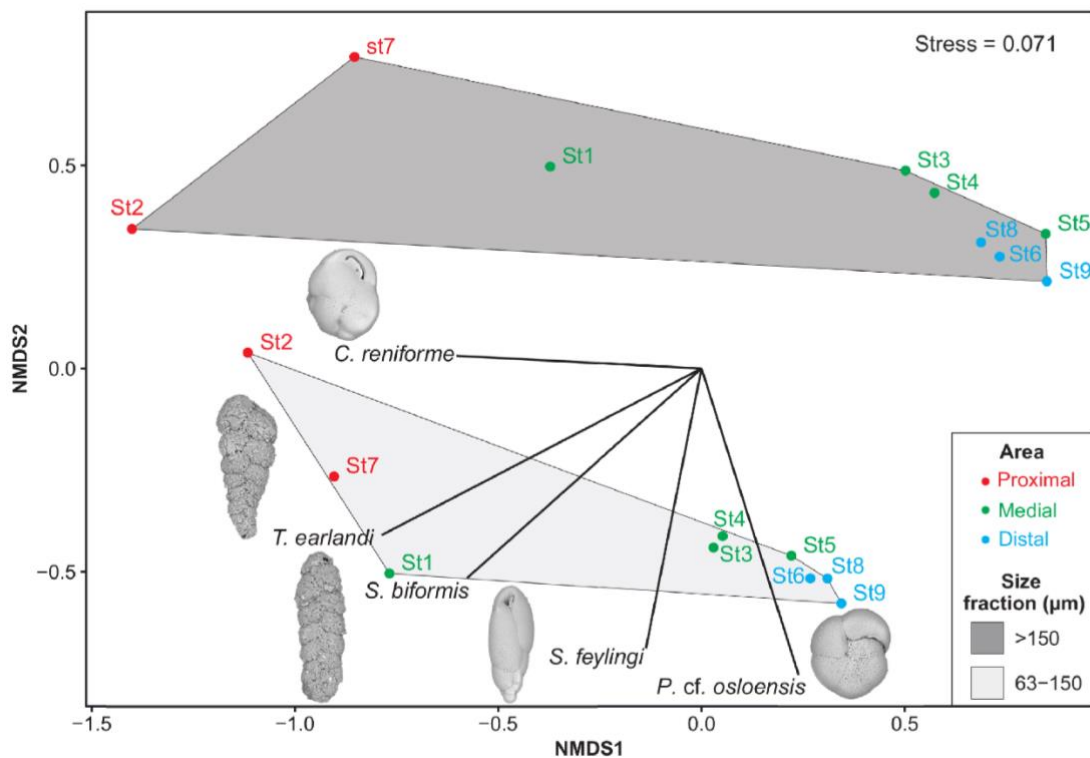 Stress = 0.071
st7
St1
St3
St4
St2
St5
St8
St6
St9
St2
C. reniforme
St7
T. earlandi
St4
St3
St5
St1
St6
St8
S. biformis
St9
S. feylingi
P. cf. osloensis
NMDS2
0.5
0.0
−0.5
−1.5
−1.0
−0.5
0.0
0.5
NMDS1
Area
Proximal
Medial
Distal
Size
fraction (µm)
>150
63−150